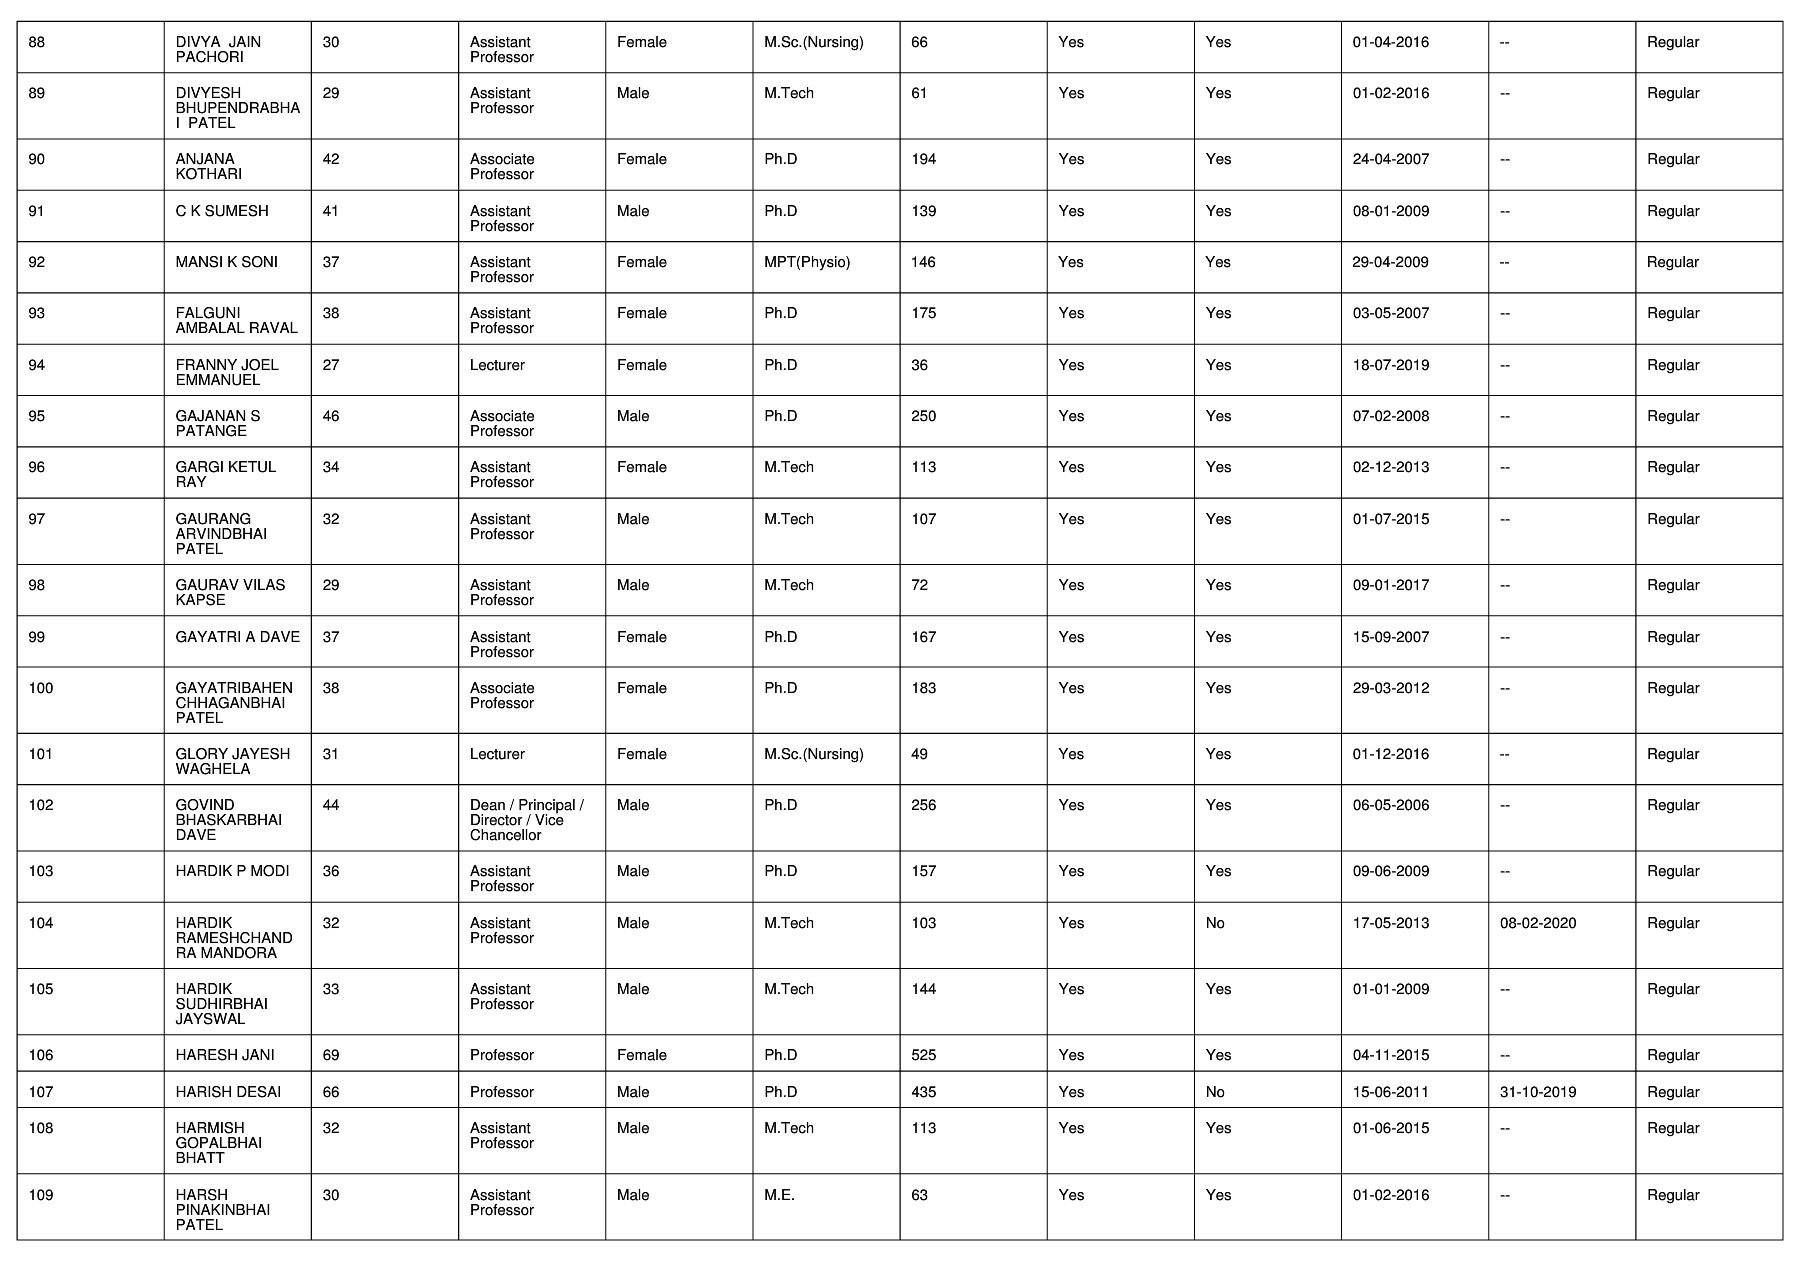 88 DIVYA  JAIN 30 Assistant Female M.Sc.(Nursing) 66 Yes Yes 01-04-2016 -- Regular
PACHORI Professor
89 DIVYESH 29 Assistant Male M.Tech 61 Yes Yes 01-02-2016 -- Regular
BHUPENDRABHA Professor
I  PATEL
90 ANJANA 42 Associate Female Ph.D 194 Yes Yes 24-04-2007 -- Regular
KOTHARI Professor
91 C K SUMESH 41 Assistant Male Ph.D 139 Yes Yes 08-01-2009 -- Regular
Professor
92 MANSI K SONI 37 Assistant Female MPT(Physio) 146 Yes Yes 29-04-2009 -- Regular
Professor
93 FALGUNI 38 Assistant Female Ph.D 175 Yes Yes 03-05-2007 -- Regular
AMBALAL RAVAL Professor
94 FRANNY JOEL 27 Lecturer Female Ph.D 36 Yes Yes 18-07-2019 -- Regular
EMMANUEL
95 GAJANAN S 46 Associate Male Ph.D 250 Yes Yes 07-02-2008 -- Regular
PATANGE Professor
96 GARGI KETUL 34 Assistant Female M.Tech 113 Yes Yes 02-12-2013 -- Regular
RAY Professor
97 GAURANG 32 Assistant Male M.Tech 107 Yes Yes 01-07-2015 -- Regular
ARVINDBHAI Professor
PATEL
98 GAURAV VILAS 29 Assistant Male M.Tech 72 Yes Yes 09-01-2017 -- Regular
KAPSE Professor
99 GAYATRI A DAVE 37 Assistant Female Ph.D 167 Yes Yes 15-09-2007 -- Regular
Professor
100 GAYATRIBAHEN 38 Associate Female Ph.D 183 Yes Yes 29-03-2012 -- Regular
CHHAGANBHAI Professor
PATEL
101 GLORY JAYESH 31 Lecturer Female M.Sc.(Nursing) 49 Yes Yes 01-12-2016 -- Regular
WAGHELA
102 GOVIND 44 Dean / Principal / Male Ph.D 256 Yes Yes 06-05-2006 -- Regular
BHASKARBHAI Director / Vice
DAVE Chancellor
103 HARDIK P MODI 36 Assistant Male Ph.D 157 Yes Yes 09-06-2009 -- Regular
Professor
104 HARDIK 32 Assistant Male M.Tech 103 Yes No 17-05-2013 08-02-2020 Regular
RAMESHCHAND Professor
RA MANDORA
105 HARDIK 33 Assistant Male M.Tech 144 Yes Yes 01-01-2009 -- Regular
SUDHIRBHAI Professor
JAYSWAL
106 HARESH JANI 69 Professor Female Ph.D 525 Yes Yes 04-11-2015 -- Regular
107 HARISH DESAI 66 Professor Male Ph.D 435 Yes No 15-06-2011 31-10-2019 Regular
108 HARMISH 32 Assistant Male M.Tech 113 Yes Yes 01-06-2015 -- Regular
GOPALBHAI Professor
BHATT
109 HARSH 30 Assistant Male M.E. 63 Yes Yes 01-02-2016 -- Regular
PINAKINBHAI Professor
PATEL